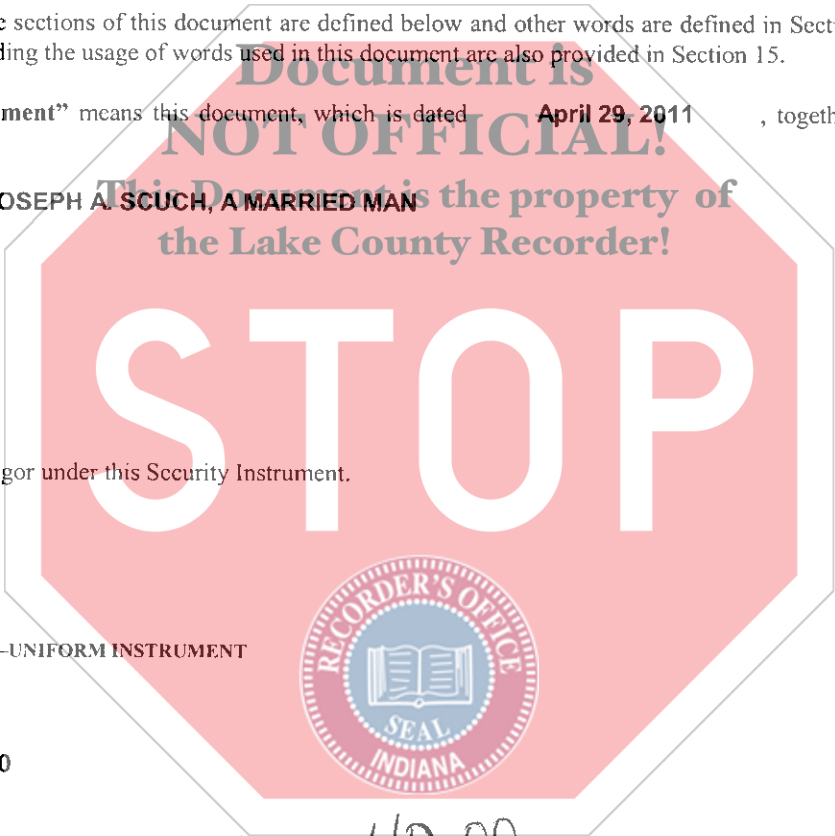 sections of this document are defined below and other words are defined in Sect
ding the usage of words used in this document are also provided in Section 15.
Document is
ment” means this document, which is dated April 29, 2011 , togeth
NOT OFFICIAL!
This Document is the property of
OSEPH A. SCUCH, A MARRIED MAN
the Lake County Recorder!
STOP
gor under this Security Instrument.
RECORDER'S OFFICE
-UNIFORM INSTRUMENT
SEAL
INDIANA
0